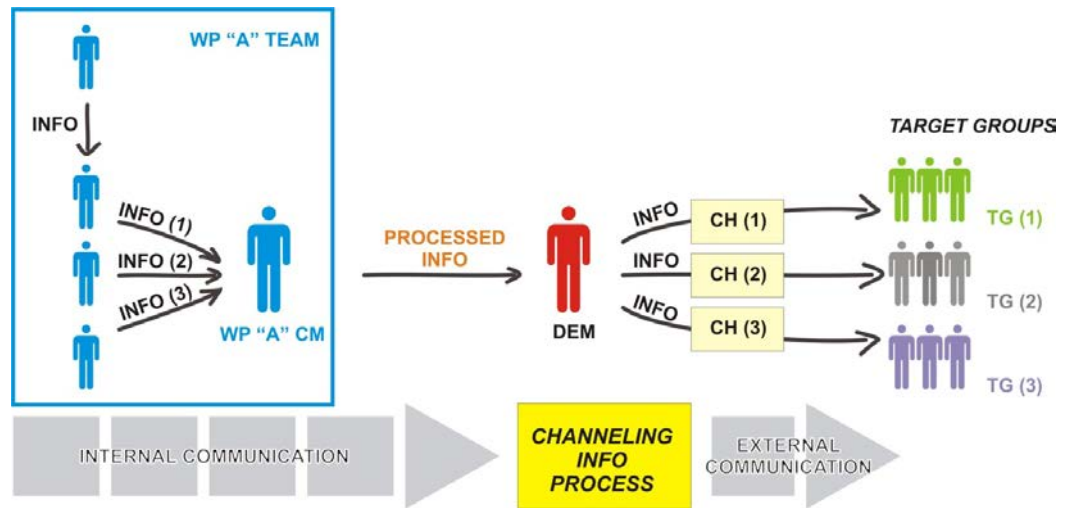 WP “A” TEAM
INFO
INFO (1)
INFO (2)
INFO (3)
WP “A” CM
PROCESSED
INFO
DEM
INFO
INFO
INFO
CH (1)
CH (2)
CH (3)
TARGET GROUPS
TG (1)
TG (2)
TG (3)
INTERNAL COMMUNICATION
CHANNELING
INFO
PROCESS
EXTERNAL
COMMUNICATION